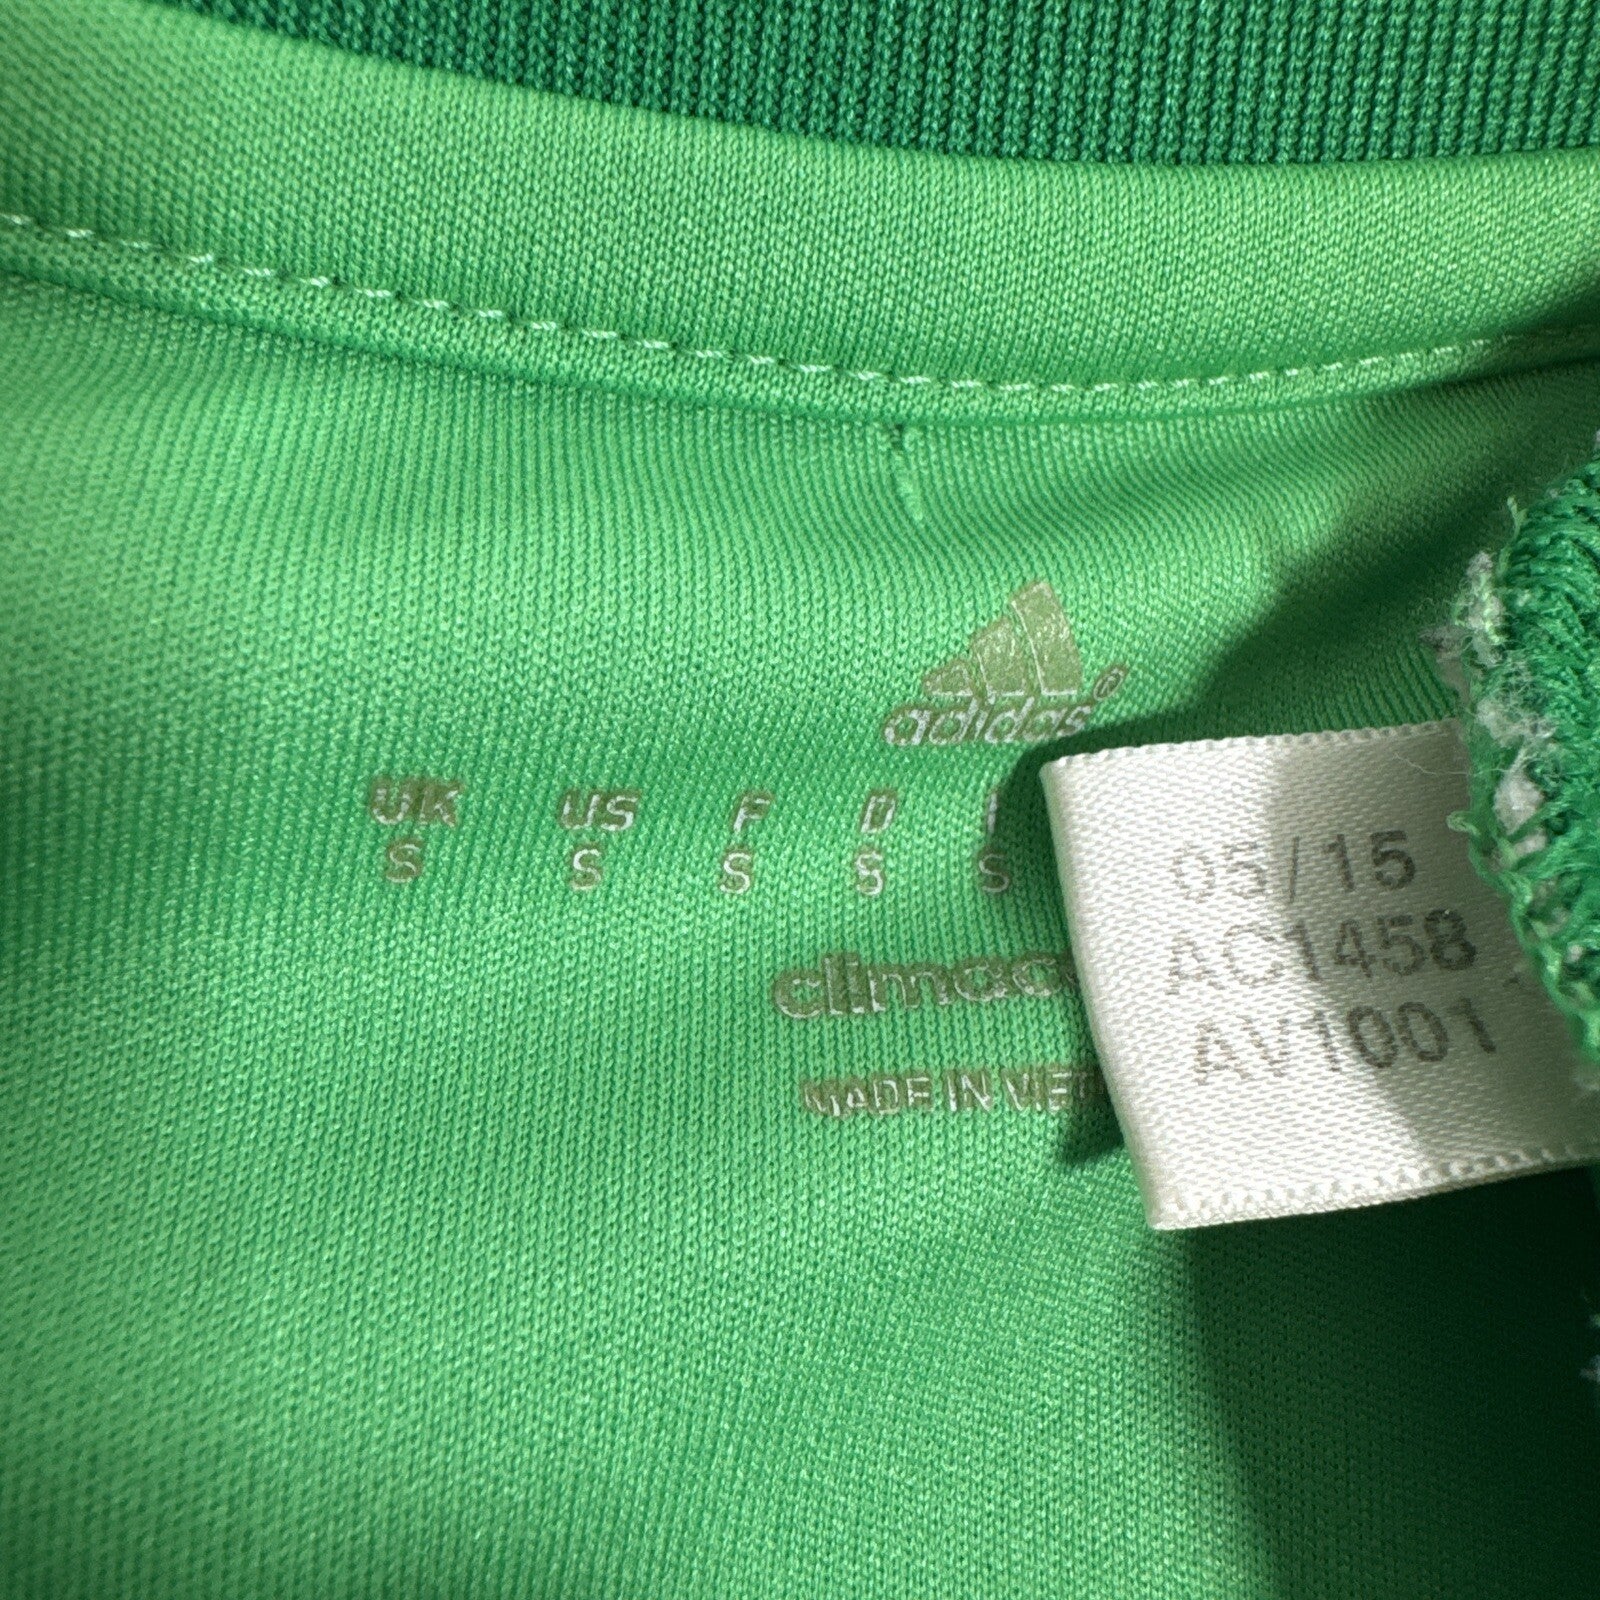 adidas®
UK US F D
S S S S S
05/15
AC1458
AV1001
MADE IN